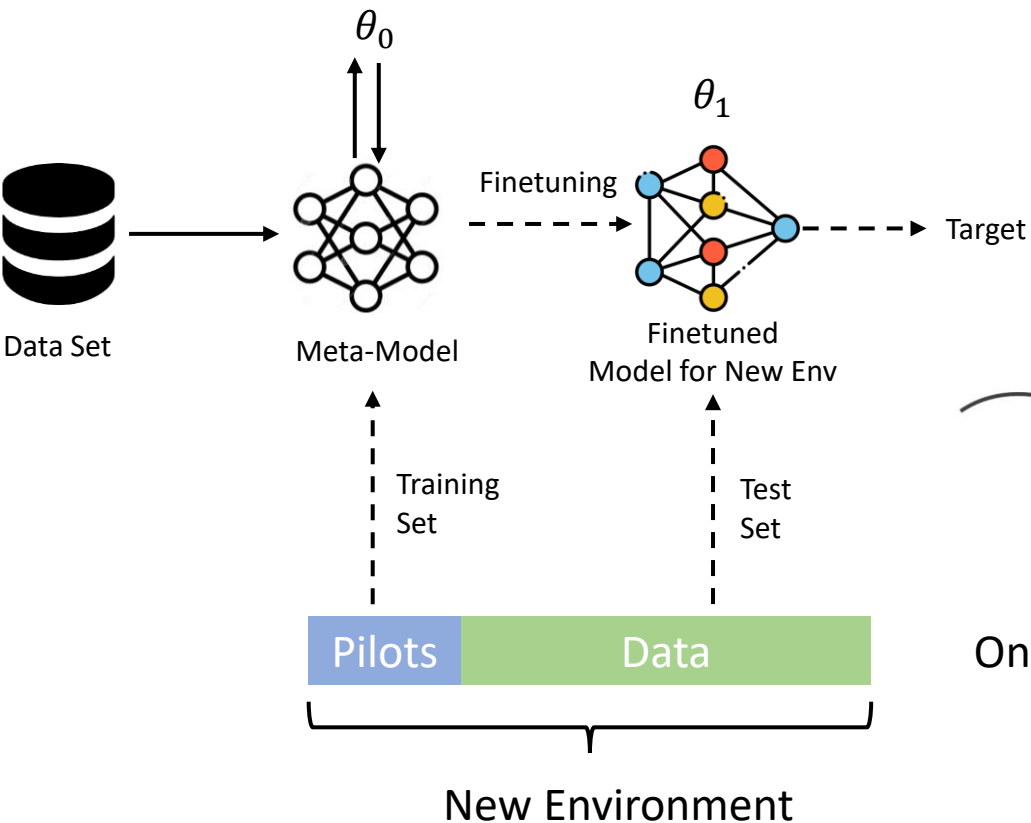 θ₀
θ₁
Finetuning
Target
Data Set
Meta-Model
Finetuned
Model for New Env
Training
Set
Test
Set
Pilots
Data
On
New Environment